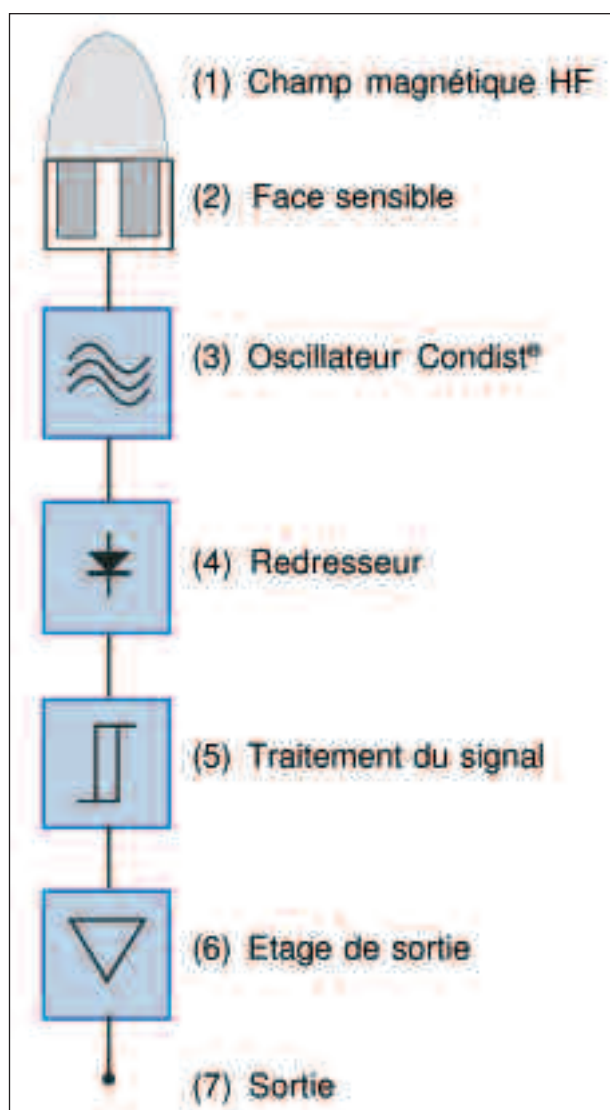 (1) Champ magnétique HF
(2) Face sensible
(3) Oscillateur Condist®
(4) Redresseur
(5) Traitement du signal
(6) Etage de sortie
(7) Sortie